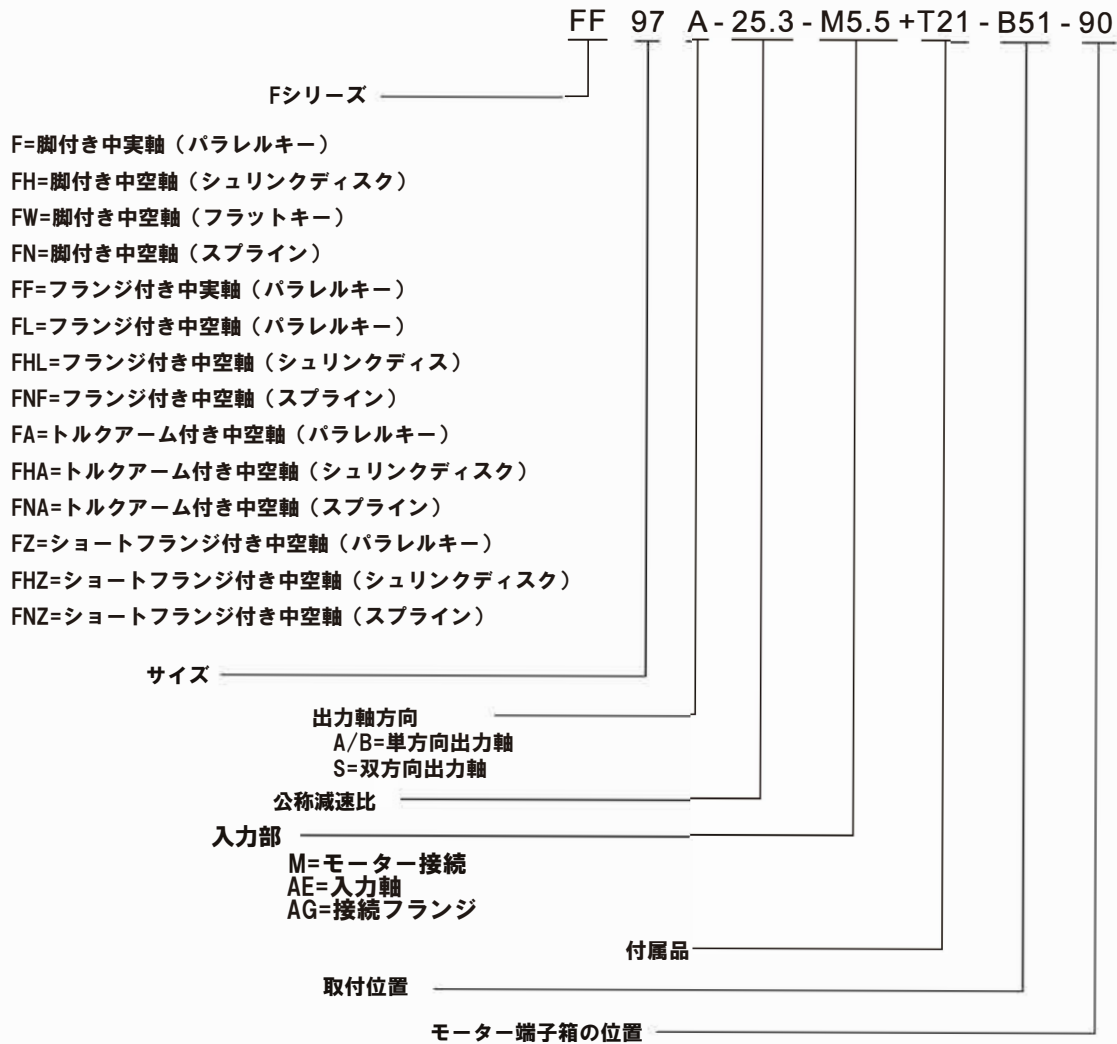 FF 97 A - 25.3 - M5.5 +T21 - B51 - 90
Fシリーズ
F=脚付き中実軸（パラレルキー）
FH=脚付き中空軸（シュリンクディスク）
FW=脚付き中空軸（フラットキー）
FN=脚付き中空軸（スプライン）
FF=フランジ付き中実軸（パラレルキー）
FL=フランジ付き中空軸（パラレルキー）
FHL=フランジ付き中空軸（シュリンクディス）
FNF=フランジ付き中空軸（スプライン）
FA=トルクアーム付き中空軸（パラレルキー）
FHA=トルクアーム付き中空軸（シュリンクディスク）
FNA=トルクアーム付き中空軸（スプライン）
FZ=ショートフランジ付き中空軸（パラレルキー）
FHZ=ショートフランジ付き中空軸（シュリンクディスク）
FNZ=ショートフランジ付き中空軸（スプライン）
サイズ
出力軸方向
A/B=単方向出力軸
S=双方向出力軸
公称減速比
入力部
M=モーター接続
AE=入力軸
AG=接続フランジ
付属品
取付位置
モーター端子箱の位置